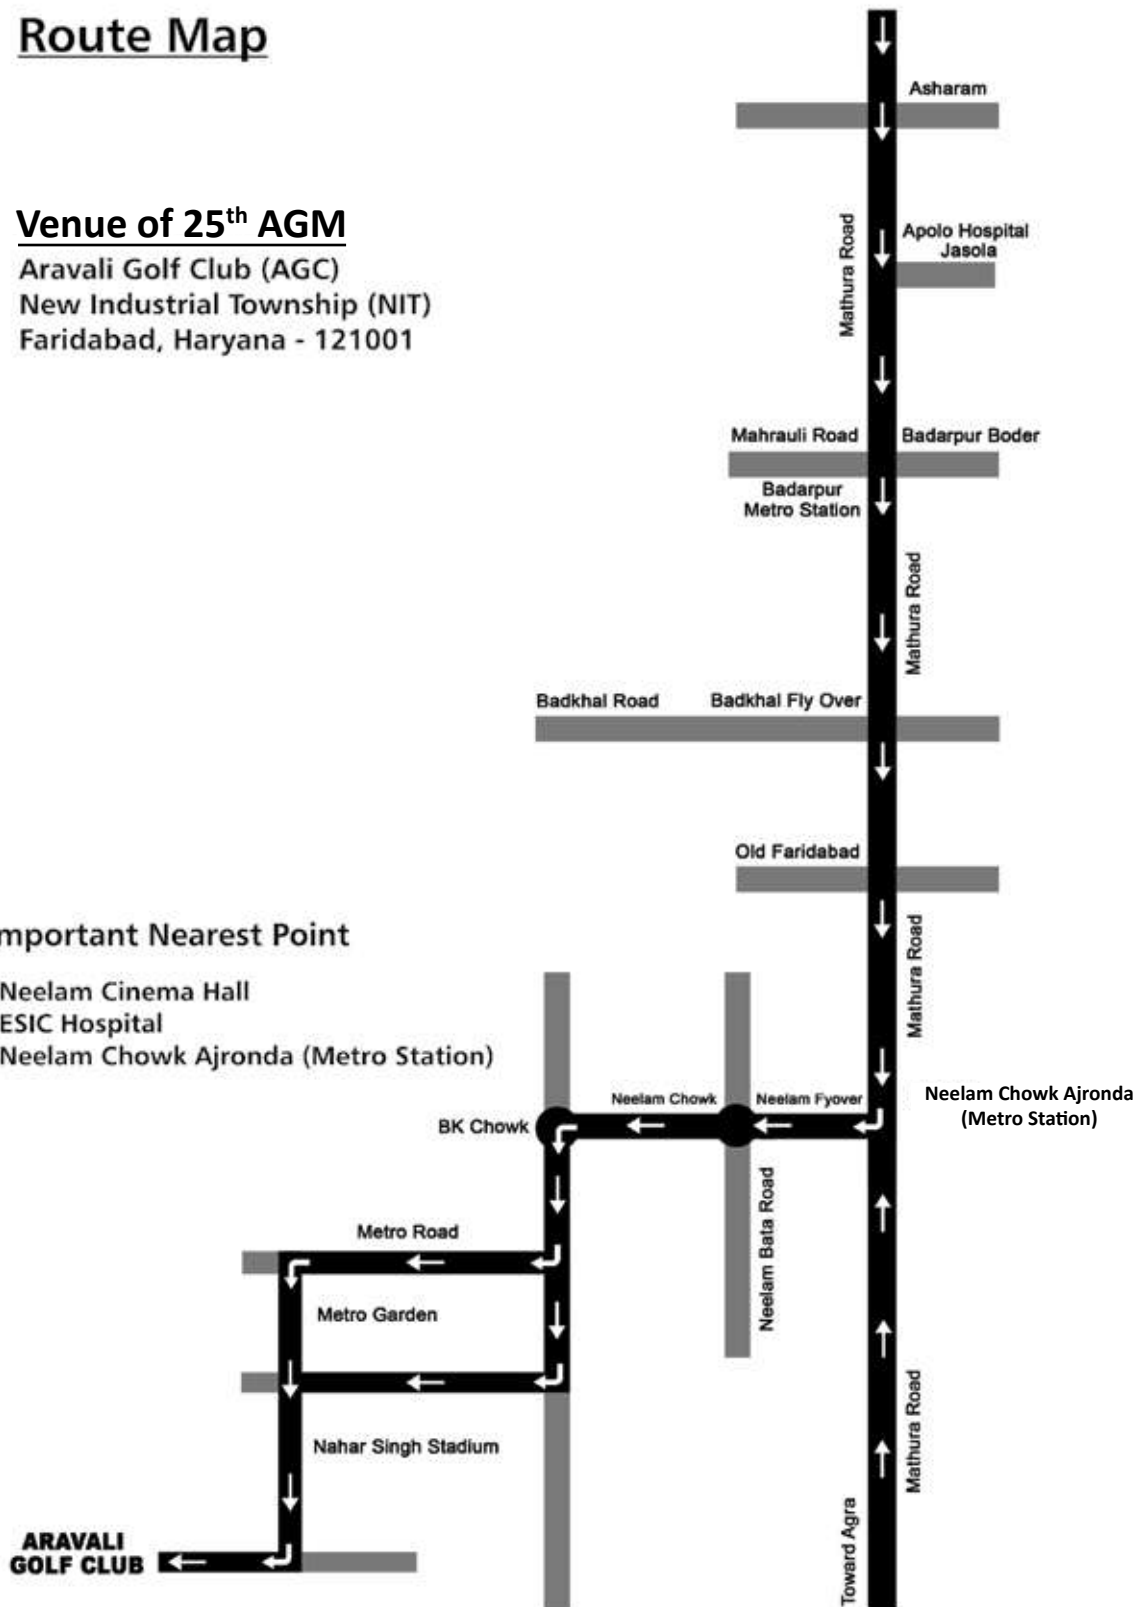 Route Map
Asharam
Venue of 25th AGM
Aravali Golf Club (AGC)
New Industrial Township (NIT)
Faridabad, Haryana - 121001
Mathura Road
Apolo Hospital
Jasola
Mahrauli Road
Badarpur Boder
Badarpur
Metro Station
Mathura Road
Badkhal Road
Badkhal Fly Over
Old Faridabad
mportant Nearest Point
Neelam Cinema Hall
ESIC Hospital
Neelam Chowk Ajronda (Metro Station)
Mathura Road
Neelam Chowk
Neelam Fyover
Neelam Chowk Ajronda
(Metro Station)
BK Chowk
Neelam Bata Road
Metro Road
Metro Garden
Mathura Road
Nahar Singh Stadium
ARAVALI
GOLF CLUB
Toward Agra